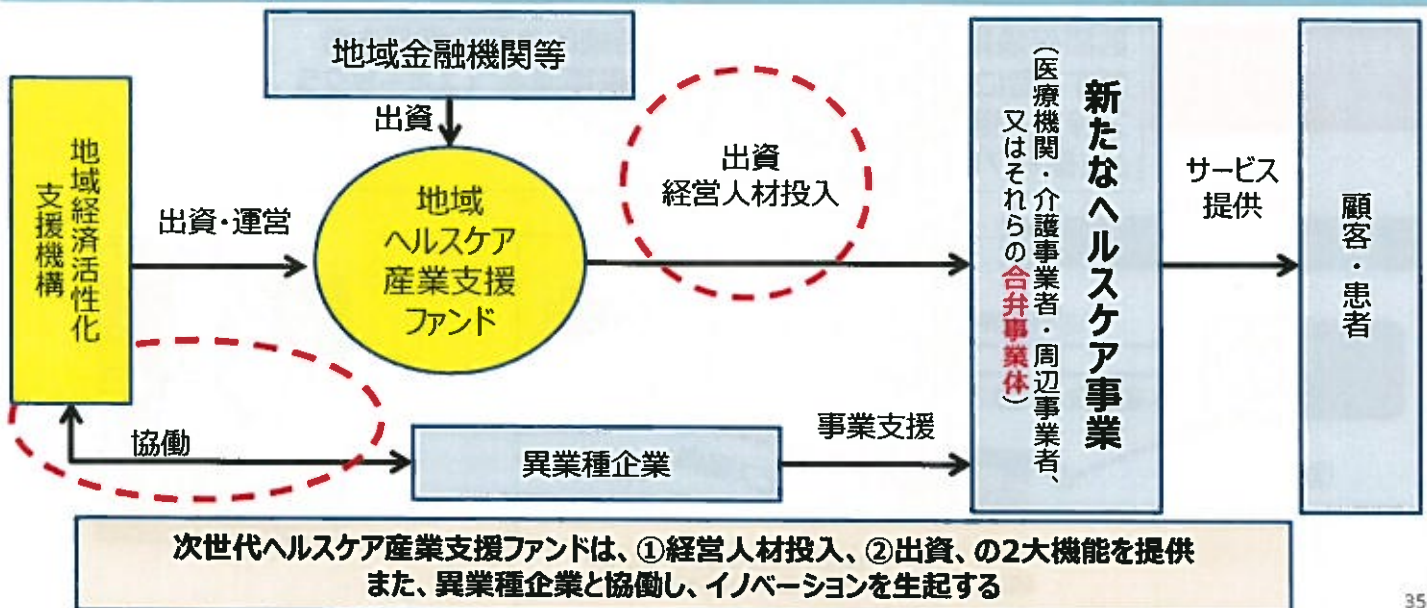 地域金融機関等
出資
地域経済活性化
支援機構
出資・運営
地域
ヘルスケア
産業支援
ファンド
出資
経営人材投入
新たなヘルスケア事業
(医療機関・介護事業者・周辺事業者、
又はそれらの合弁事業体)
サービス
提供
顧客・患者
協働
異業種企業
事業支援
次世代ヘルスケア産業支援ファンドは、①経営人材投入、②出資、の2大機能を提供
また、異業種企業と協働し、イノベーションを生起する
35